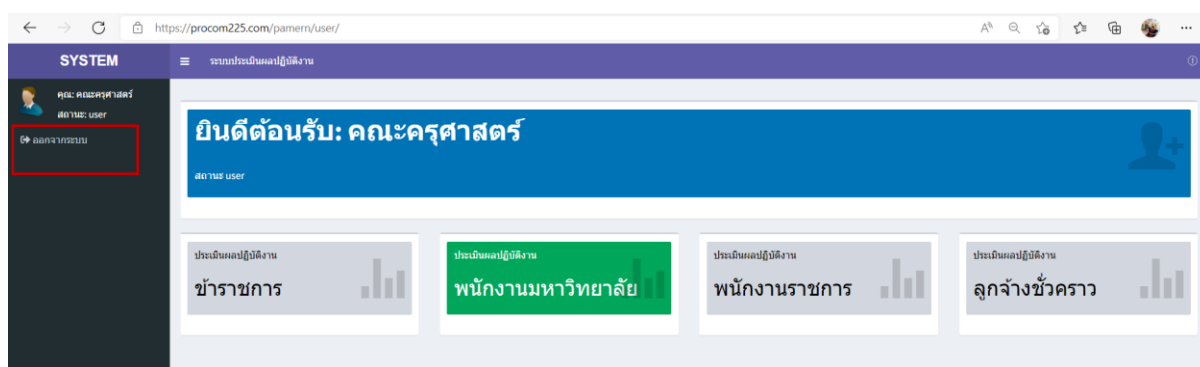 https://procom225.com/pamern/user/
SYSTEM
ระบบประเมินผลปฏิบัติงาน
คุณ: คณะครุศาสตร์
สถานะ: user
ออกจากระบบ
ยินดีต้อนรับ: คณะครุศาสตร์
สถานะ user
ประเมินผลปฏิบัติงาน
ข้าราชการ
ประเมินผลปฏิบัติงาน
พนักงานมหาวิทยาลัย
ประเมินผลปฏิบัติงาน
พนักงานราชการ
ประเมินผลปฏิบัติงาน
ลูกจ้างชั่วคราว